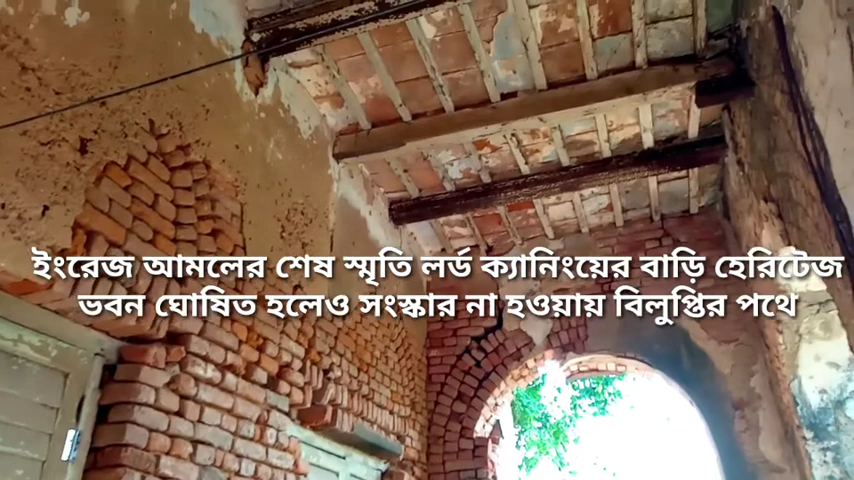 ইংরেজ আমলের শেষ স্মৃতি লর্ড ক্যানিংয়ের বাড়ি হেরিটেজ
ভবন ঘোষিত হলেও সংস্কার না হওয়ায় বিলুপ্তির পথে